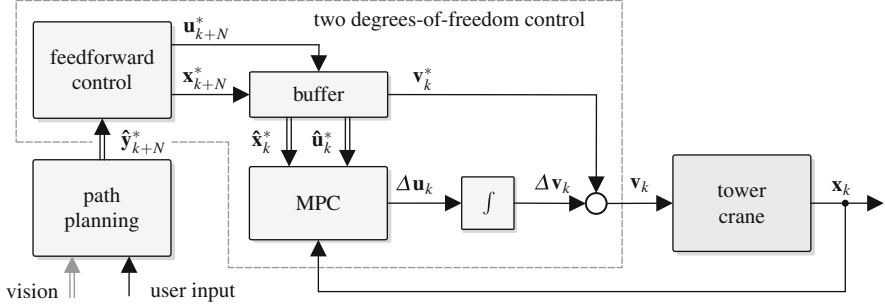 two degrees-of-freedom control
u*k+N
feedforward
control
x*k+N
v*k
buffer
ŷ*k+N
x̂*k
û*k
path
planning
MPC
Δuk
∫
Δvk
vk
tower
crane
xk
vision
user input